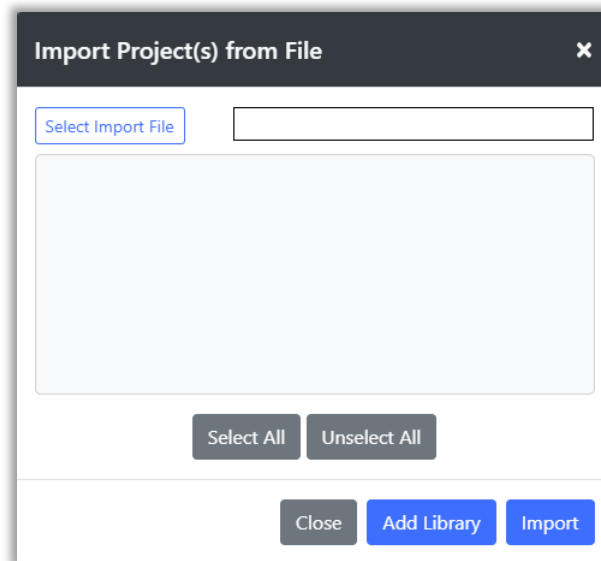 Import Project(s) from File
Select Import File
Select All Unselect All
Close Add Library Import